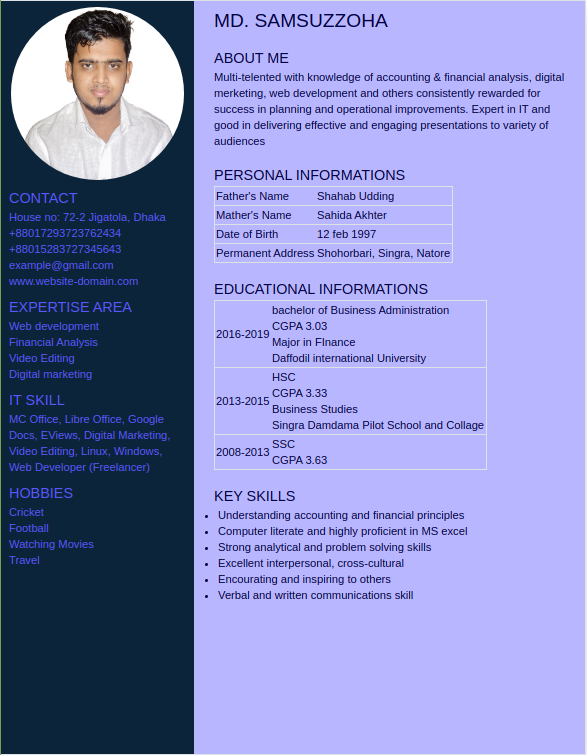 MD. SAMSUZZOHA
ABOUT ME
Multi-telented with knowledge of accounting & financial analysis, digital
marketing, web development and others consistently rewarded for
success in planning and operational improvements. Expert in IT and
good in delivering effective and engaging presentations to variety of
audiences
PERSONAL INFORMATIONS
Father's Name Shahab Udding
Mather's Name Sahida Akhter
Date of Birth 12 feb 1997
Permanent Address Shohorbari, Singra, Natore
EDUCATIONAL INFORMATIONS
2016-2019
bachelor of Business Administration
CGPA 3.03
Major in FInance
Daffodil international University
2013-2015
HSC
CGPA 3.33
Business Studies
Singra Damdama Pilot School and Collage
2008-2013
SSC
CGPA 3.63
KEY SKILLS
• Understanding accounting and financial principles
• Computer literate and highly proficient in MS excel
• Strong analytical and problem solving skills
• Excellent interpersonal, cross-cultural
• Encourating and inspiring to others
• Verbal and written communications skill
CONTACT
House no: 72-2 Jigatola, Dhaka
+88017293723762434
+88015283727345643
example@gmail.com
www.website-domain.com
EXPERTISE AREA
Web development
Financial Analysis
Video Editing
Digital marketing
IT SKILL
MC Office, Libre Office, Google
Docs, EViews, Digital Marketing,
Video Editing, Linux, Windows,
Web Developer (Freelancer)
HOBBIES
Cricket
Football
Watching Movies
Travel